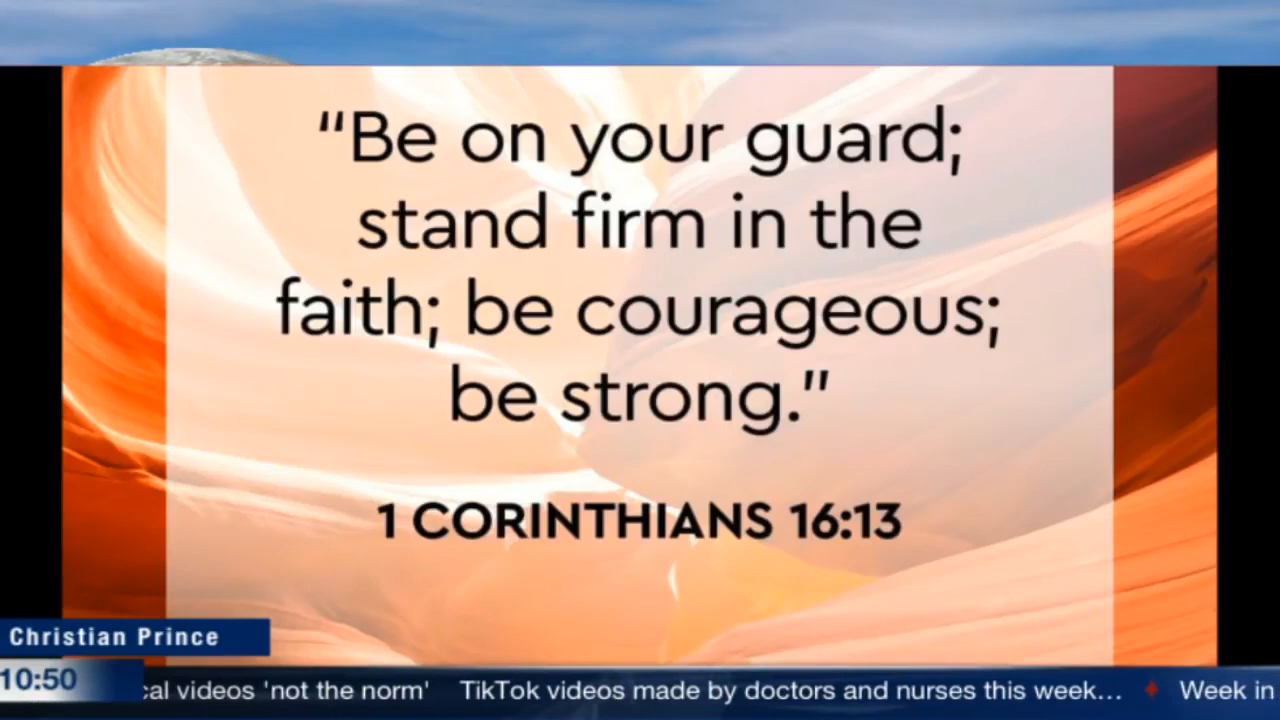 “Be on your guard;
stand firm in the
faith; be courageous;
be strong.”
1 CORINTHIANS 16:13
Christian Prince
10:50
cal videos 'not the norm' TikTok videos made by doctors and nurses this week... Week in